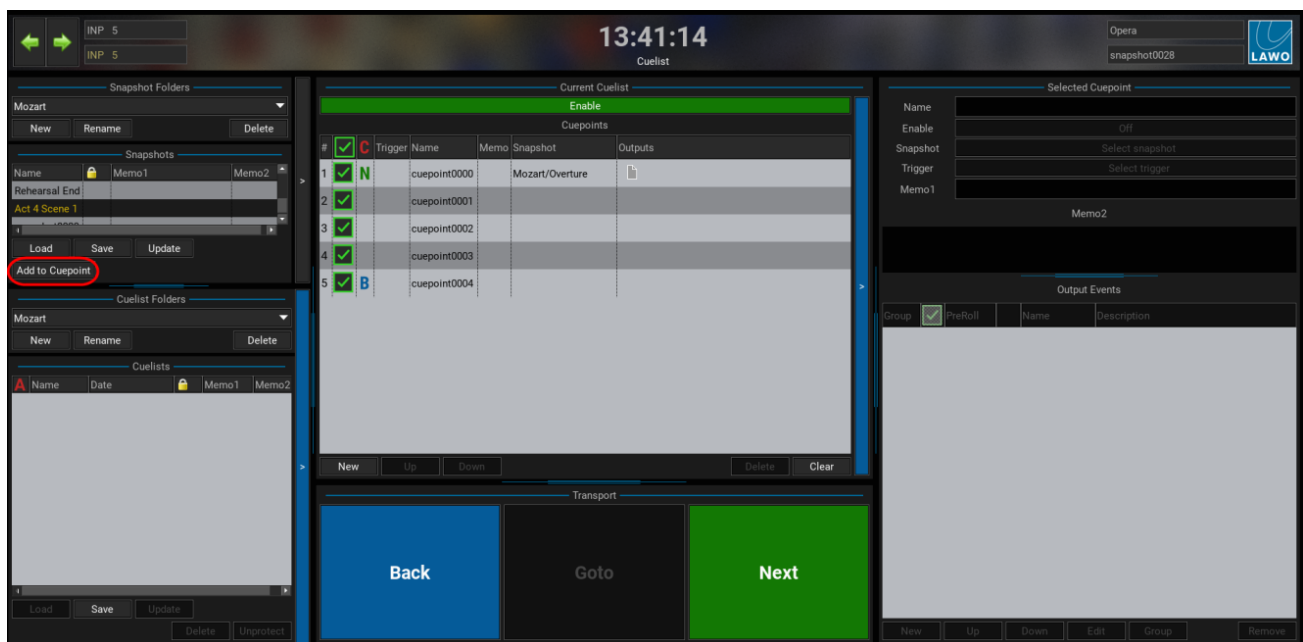 INP 5
INP 5
13:41:14
Cuelist
Opera
snapshot0028
LAWO
Snapshot Folders
Mozart
New Rename Delete
Snapshots
Name Memo1 Memo2
Rehearsal End
Act 4 Scene 1
Load Save Update
Add to Cuepoint
Cuelist Folders
Mozart
New Rename Delete
Cuelists
A Name Date Memo1 Memo2
Load Save Update
Delete Unprotect
>
>
Current Cuelist
Enable
Cuepoints
# C Trigger Name Memo Snapshot Outputs
1 N cuepoint0000 Mozart/Overture
2 cuepoint0001
3 cuepoint0002
4 cuepoint0003
5 B cuepoint0004
New Up Down Delete Clear
>
Transport
Back Goto Next
Selected Cuepoint
Name
Enable Off
Snapshot Select snapshot
Trigger Select trigger
Memo1
Memo2
Output Events
Group PreRoll Name Description
New Up Down Edit Group Remove